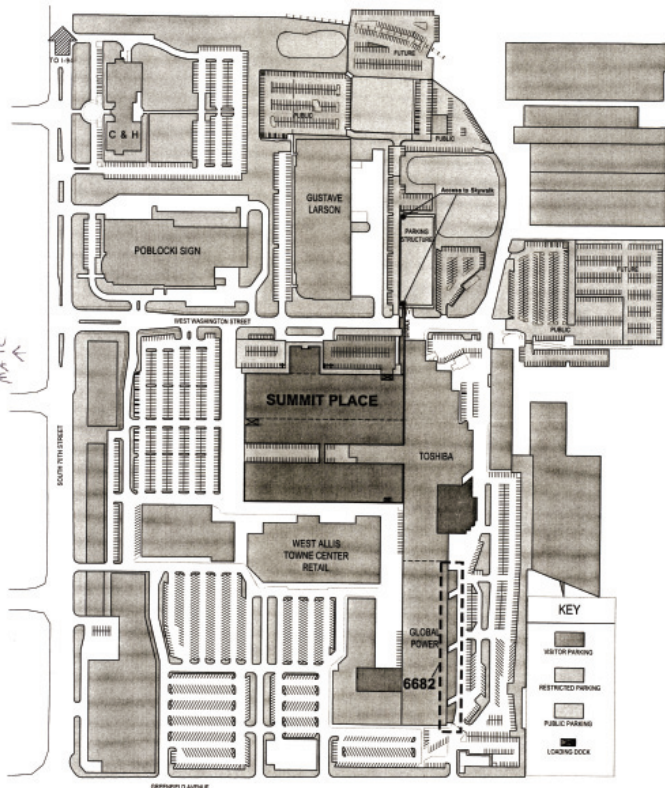 TO I-94
C & H
PUBLIC
FUTURE
PUBLIC
GUSTAVE
LARSON
Access to Skywalk
PARKING
STRUCTURE
POBLOCKI SIGN
FUTURE
PUBLIC
WEST WASHINGTON STREET
SUMMIT PLACE
TOSHIBA
SOUTH 70TH STREET
WEST ALLIS
TOWNE CENTER
RETAIL
GLOBAL
POWER
6682
KEY
VISITOR PARKING
RESTRICTED PARKING
PUBLIC PARKING
LOADING DOCK
GREENFIELD AVENUE